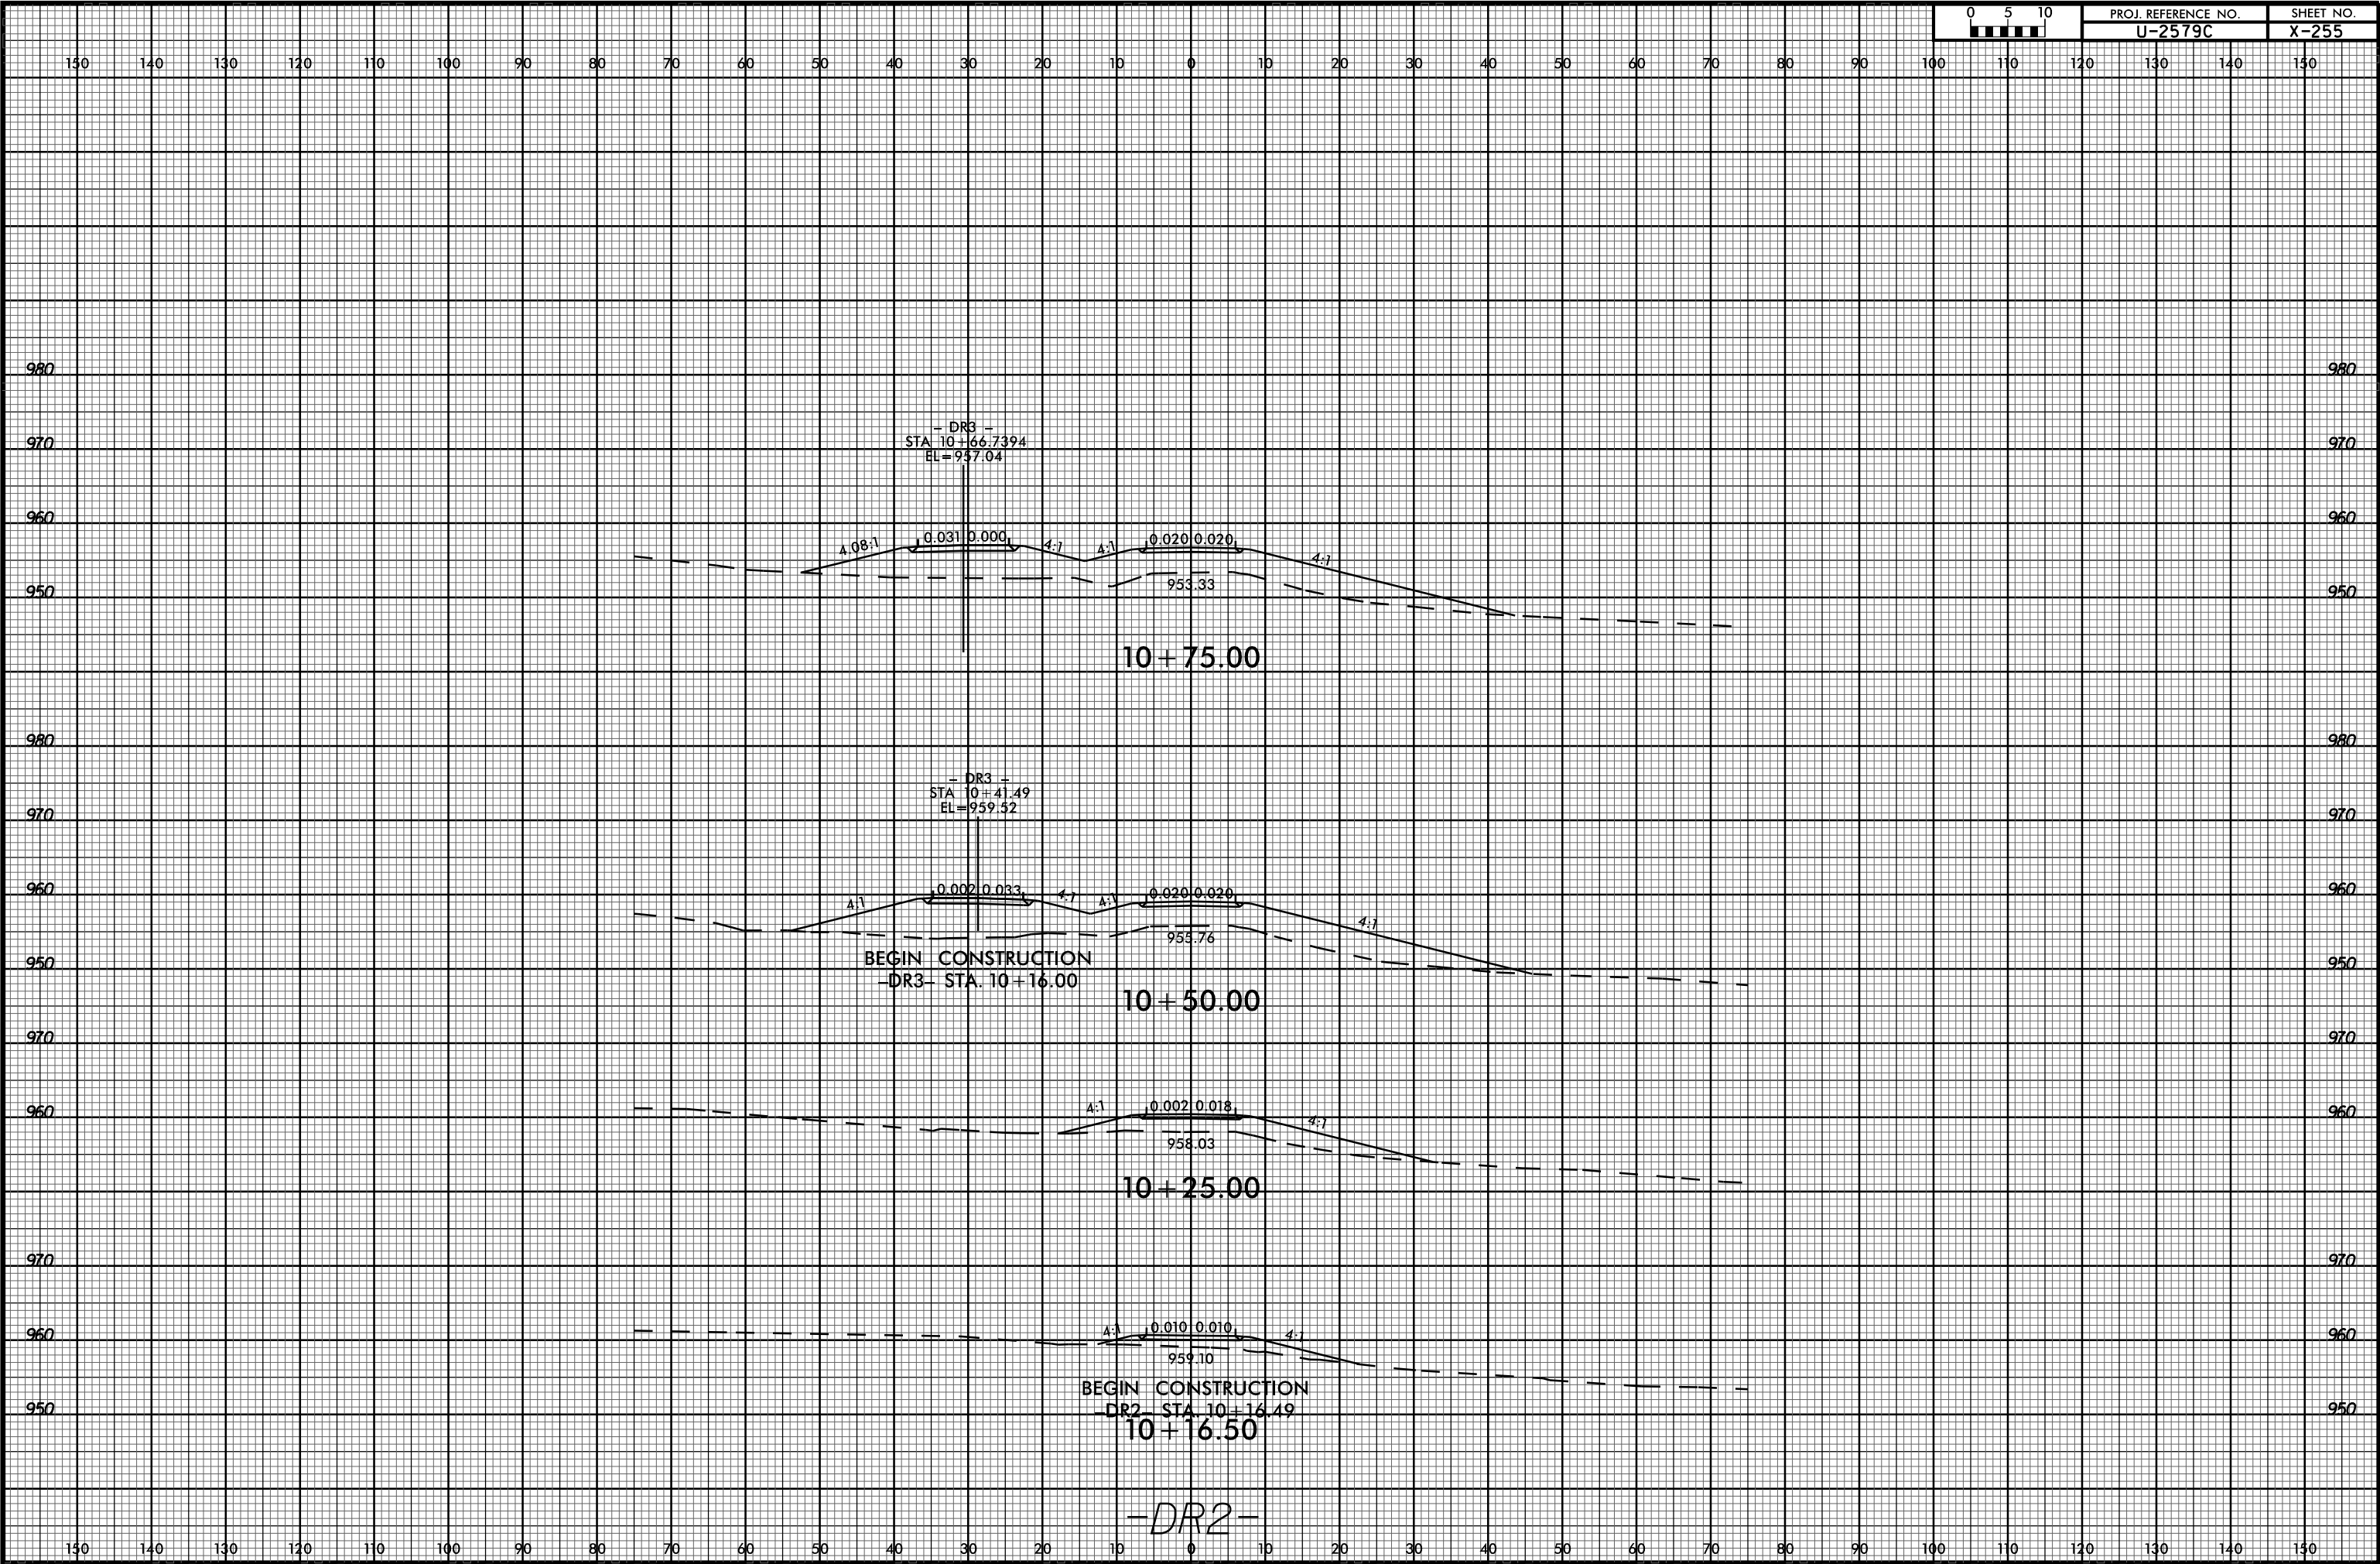 0 5 10
PROJ. REFERENCE NO. SHEET NO.
U-2579C X-255
150 140 130 120 110 100 90 80 70 60 50 40 30 20 10 0 10 20 30 40 50 60 70 80 90 100 110 120 130 140 150
980 980
- DR3 -
970 STA 10+66.7394 970
EL=957.04
960 960
4.08:1 0.031 0.000 4:1 4:1 0.020 0.020 4:1
953.33
950 950
10+75.00
980 980
- DR3 -
STA 10+41.49
EL=959.52
970 970
960 960
4:1 0.002 0.033 4:1 4:1 0.020 0.020 4:1
955.76
BEGIN CONSTRUCTION
950 950
-DR3- STA. 10+16.00
10+50.00
970 970
960 960
4:1 0.002 0.018 4:1
958.03
10+25.00
970 970
960 960
4:1 0.010 0.010 4:1
959.10
BEGIN CONSTRUCTION
950 950
-DR2- STA. 10+16.49
10+16.50
-DR2-
150 140 130 120 110 100 90 80 70 60 50 40 30 20 10 0 10 20 30 40 50 60 70 80 90 100 110 120 130 140 150